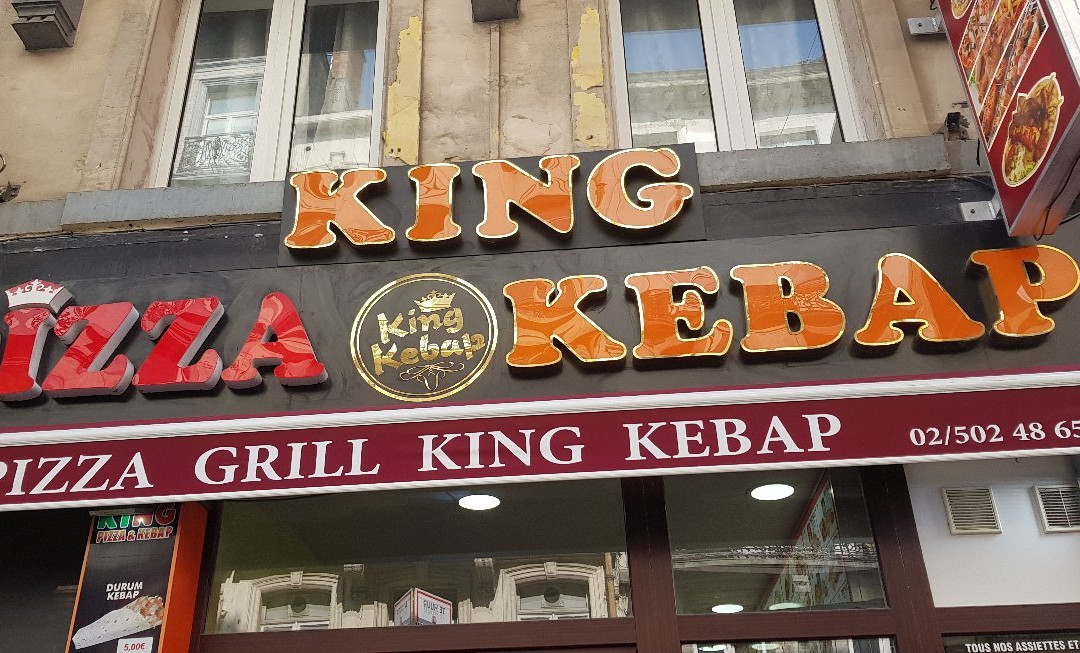 KING
PIZZA
King
Kebap
KEBAP
PIZZA GRILL KING KEBAP 02/502 48 65
KING
PIZZA & KEBAP
DURUM
KEBAP
5,00€
TOUS NOS ASSIETTES ET